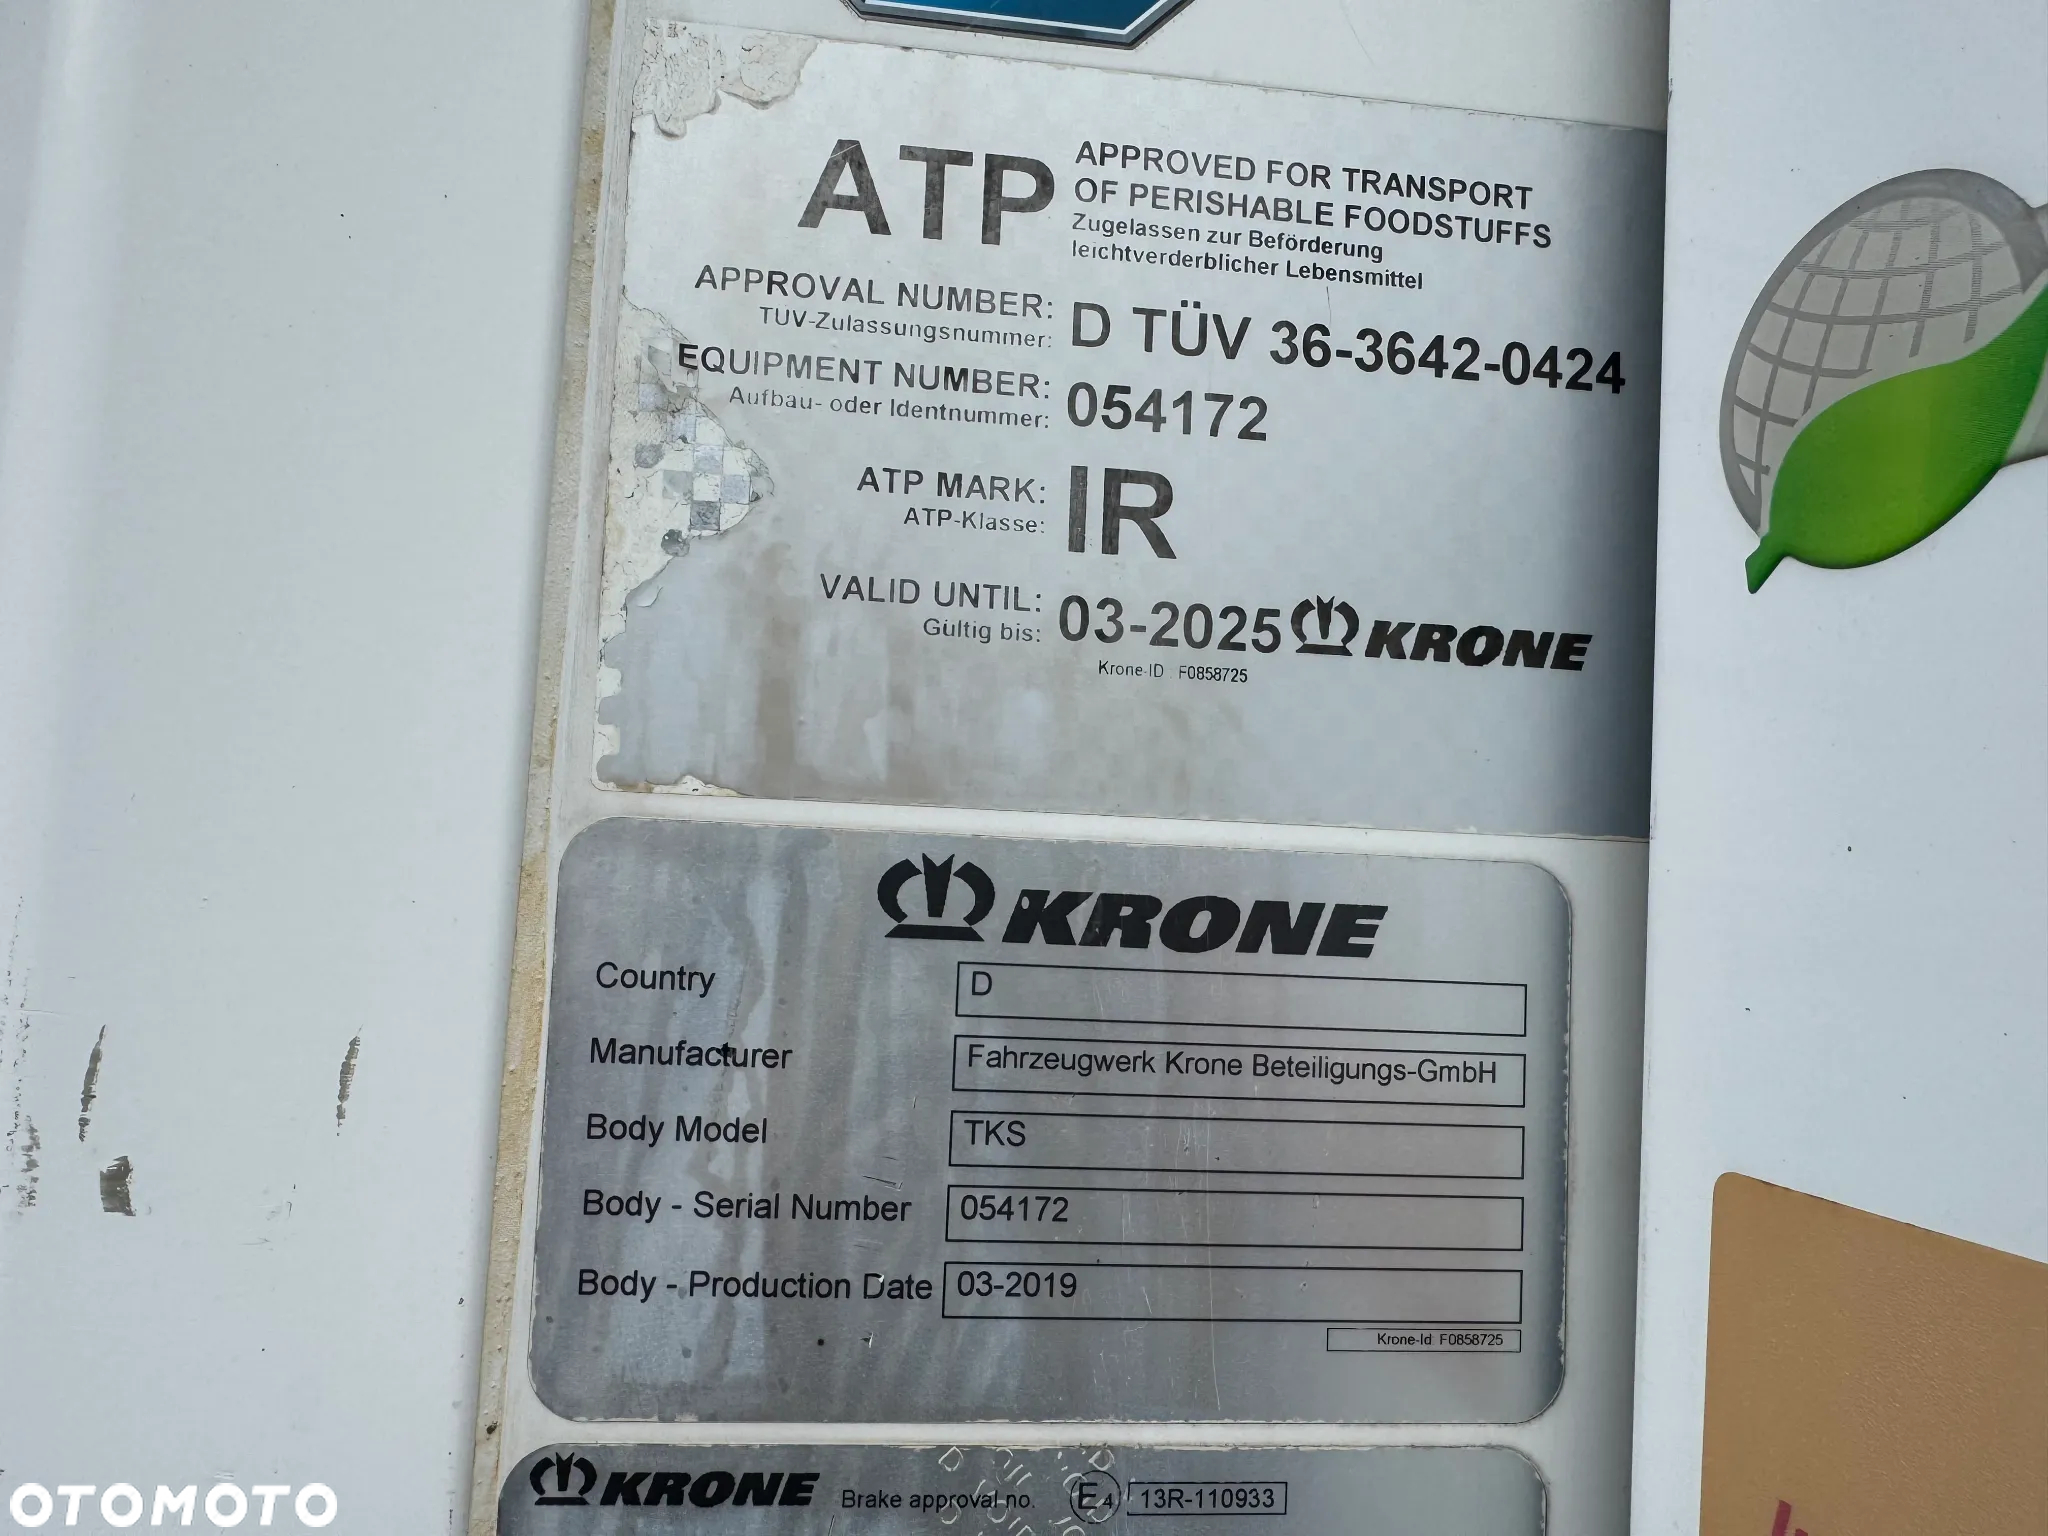 ATP
APPROVED FOR TRANSPORT
OF PERISHABLE FOODSTUFFS
Zugelassen zur Beförderung
leichtverderblicher Lebensmittel
APPROVAL NUMBER: D TÜV 36-3642-0424
TÜV-Zulassungsnummer:
EQUIPMENT NUMBER: 054172
Aufbau- oder Identnummer:
ATP MARK: IR
ATP-Klasse:
VALID UNTIL: 03-2025 KRONE
Gültig bis:
Krone-ID : F0858725
KRONE
Country D
Manufacturer Fahrzeugwerk Krone Beteiligungs-GmbH
Body Model TKS
Body - Serial Number 054172
Body - Production Date 03-2019
Krone-Id: F0858725
KRONE Brake approval no. E4 13R-110933
OTOMOTO